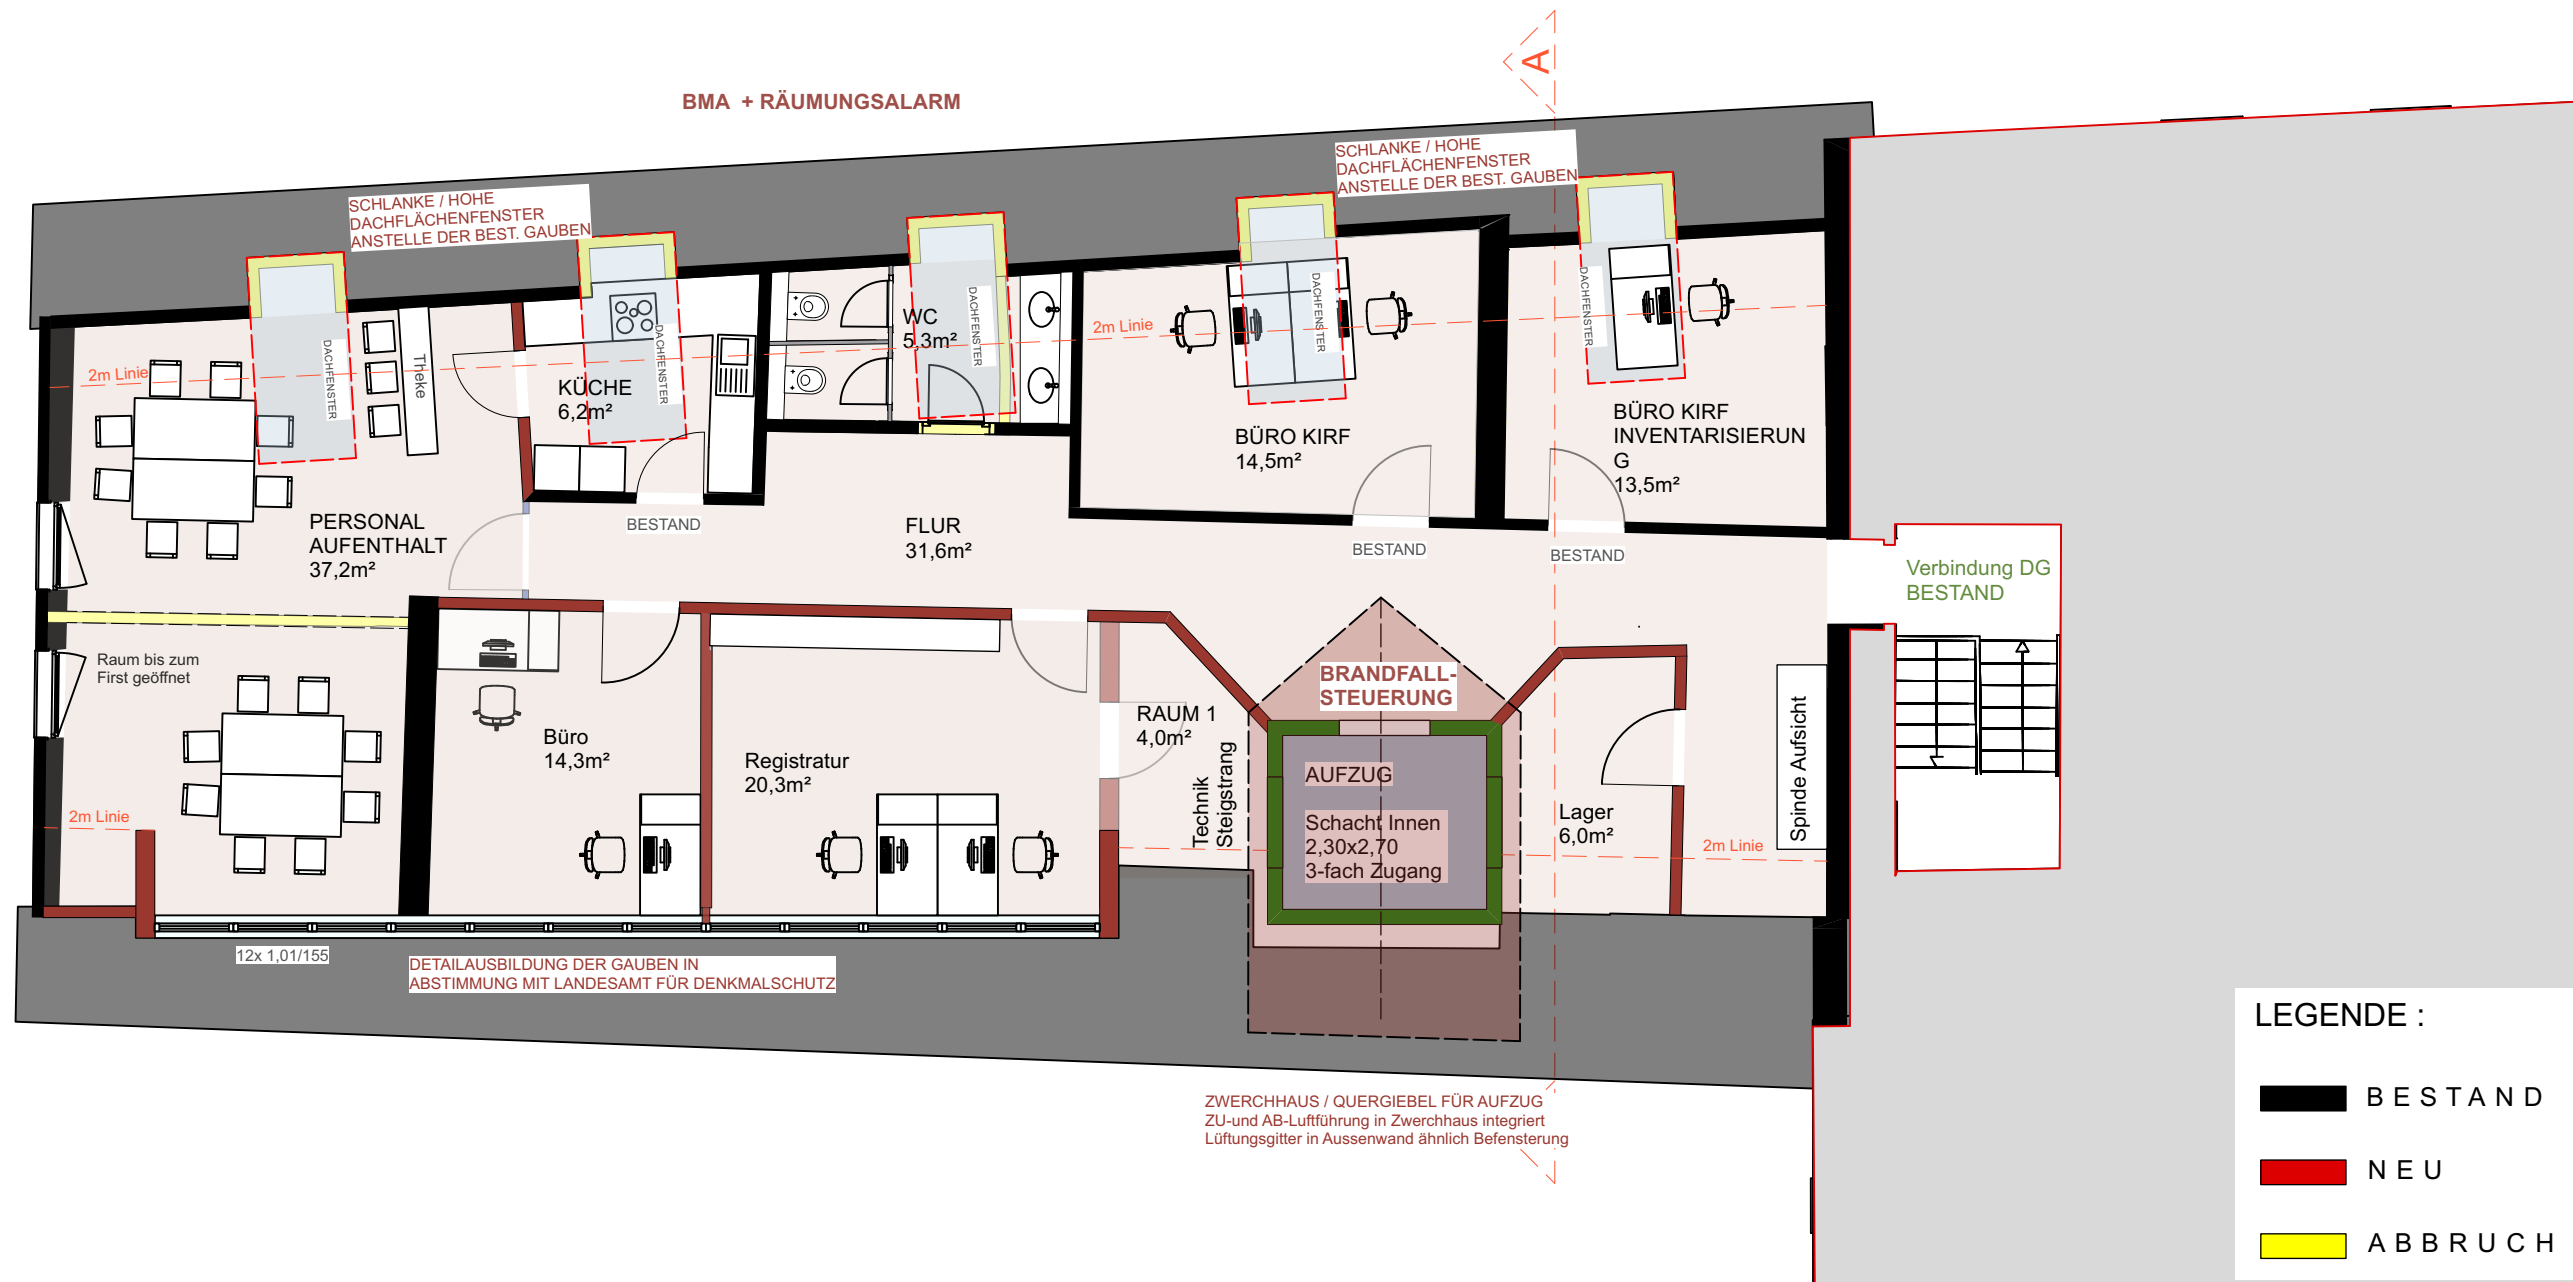 A
BMA + RÄUMUNGSALARM
SCHLANKE / HOHE
DACHFLÄCHENFENSTER
ANSTELLE DER BEST. GAUBEN
SCHLANKE / HOHE
DACHFLÄCHENFENSTER
ANSTELLE DER BEST. GAUBEN
2m Linie
DACHFENSTER
Theke
KÜCHE
6,2m²
DACHFENSTER
WC
5,3m²
DACHFENSTER
2m Linie
DACHFENSTER
BÜRO KIRF
14,5m²
DACHFENSTER
BÜRO KIRF
INVENTARISIERUN
G
13,5m²
PERSONAL
AUFENTHALT
37,2m²
BESTAND
FLUR
31,6m²
BESTAND
BESTAND
Verbindung DG
BESTAND
Raum bis zum
First geöffnet
2m Linie
Büro
14,3m²
Registratur
20,3m²
RAUM 1
4,0m²
Technik
Steigstrang
BRANDFALL-
STEUERUNG
AUFZUG
Schacht Innen
2,30x2,70
3-fach Zugang
Lager
6,0m²
2m Linie
Spinde Aufsicht
12x 1,01/155
DETAILAUSBILDUNG DER GAUBEN IN
ABSTIMMUNG MIT LANDESAMT FÜR DENKMALSCHUTZ
ZWERCHHAUS / QUERGIEBEL FÜR AUFZUG
ZU-und AB-Luftführung in Zwerchhaus integriert
Lüftungsgitter in Aussenwand ähnlich Befensterung
LEGENDE :
BESTAND
NEU
ABBRUCH